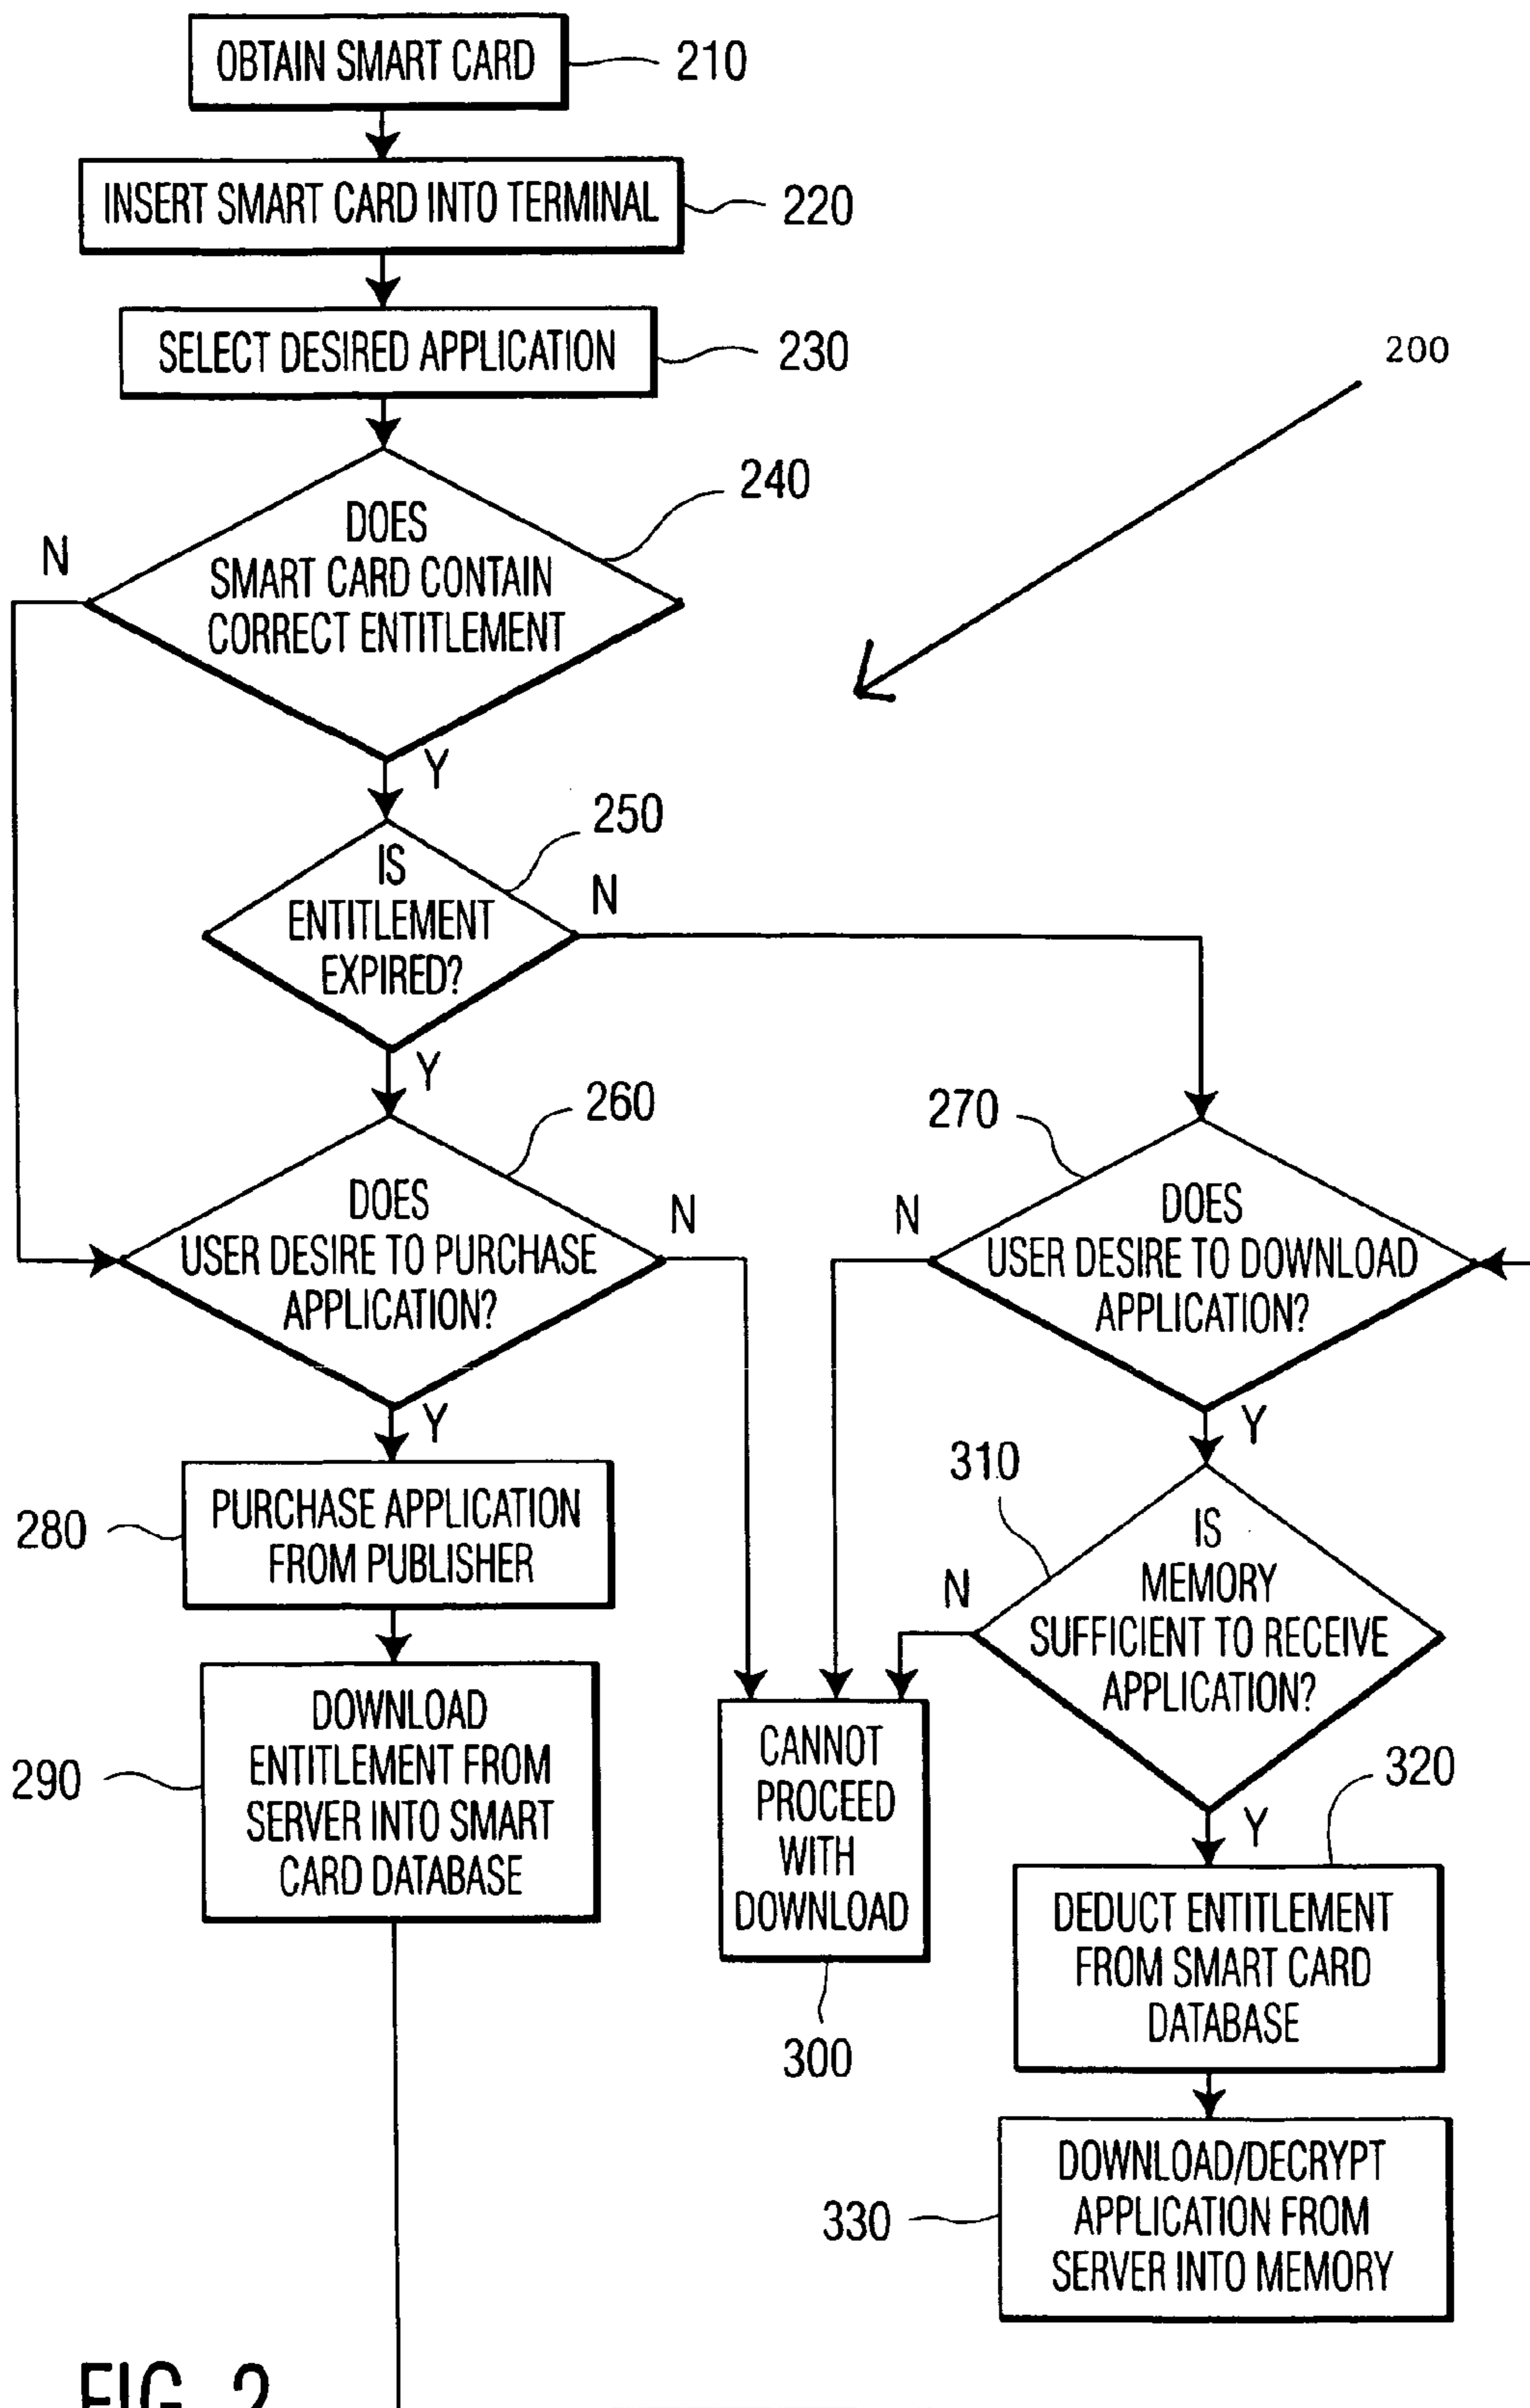 OBTAIN SMART CARD
210
INSERT SMART CARD INTO TERMINAL
220
SELECT DESIRED APPLICATION
230
200
240
DOES
SMART CARD CONTAIN
CORRECT ENTITLEMENT
N
Y
250
IS
ENTITLEMENT
EXPIRED?
N
Y
260
DOES
USER DESIRE TO PURCHASE
APPLICATION?
N
Y
270
DOES
USER DESIRE TO DOWNLOAD
APPLICATION?
N
Y
280
PURCHASE APPLICATION
FROM PUBLISHER
310
IS
MEMORY
SUFFICIENT TO RECEIVE
APPLICATION?
N
Y
290
DOWNLOAD
ENTITLEMENT FROM
SERVER INTO SMART
CARD DATABASE
CANNOT
PROCEED
WITH
DOWNLOAD
300
320
DEDUCT ENTITLEMENT
FROM SMART CARD
DATABASE
330
DOWNLOAD/DECRYPT
APPLICATION FROM
SERVER INTO MEMORY
FIG. 2